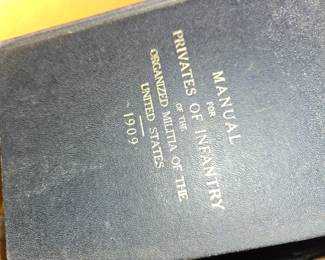 MANUAL
FOR
PRIVATES OF INFANTRY
OF THE
ORGANIZED MILITIA OF THE
UNITED STATES
1909